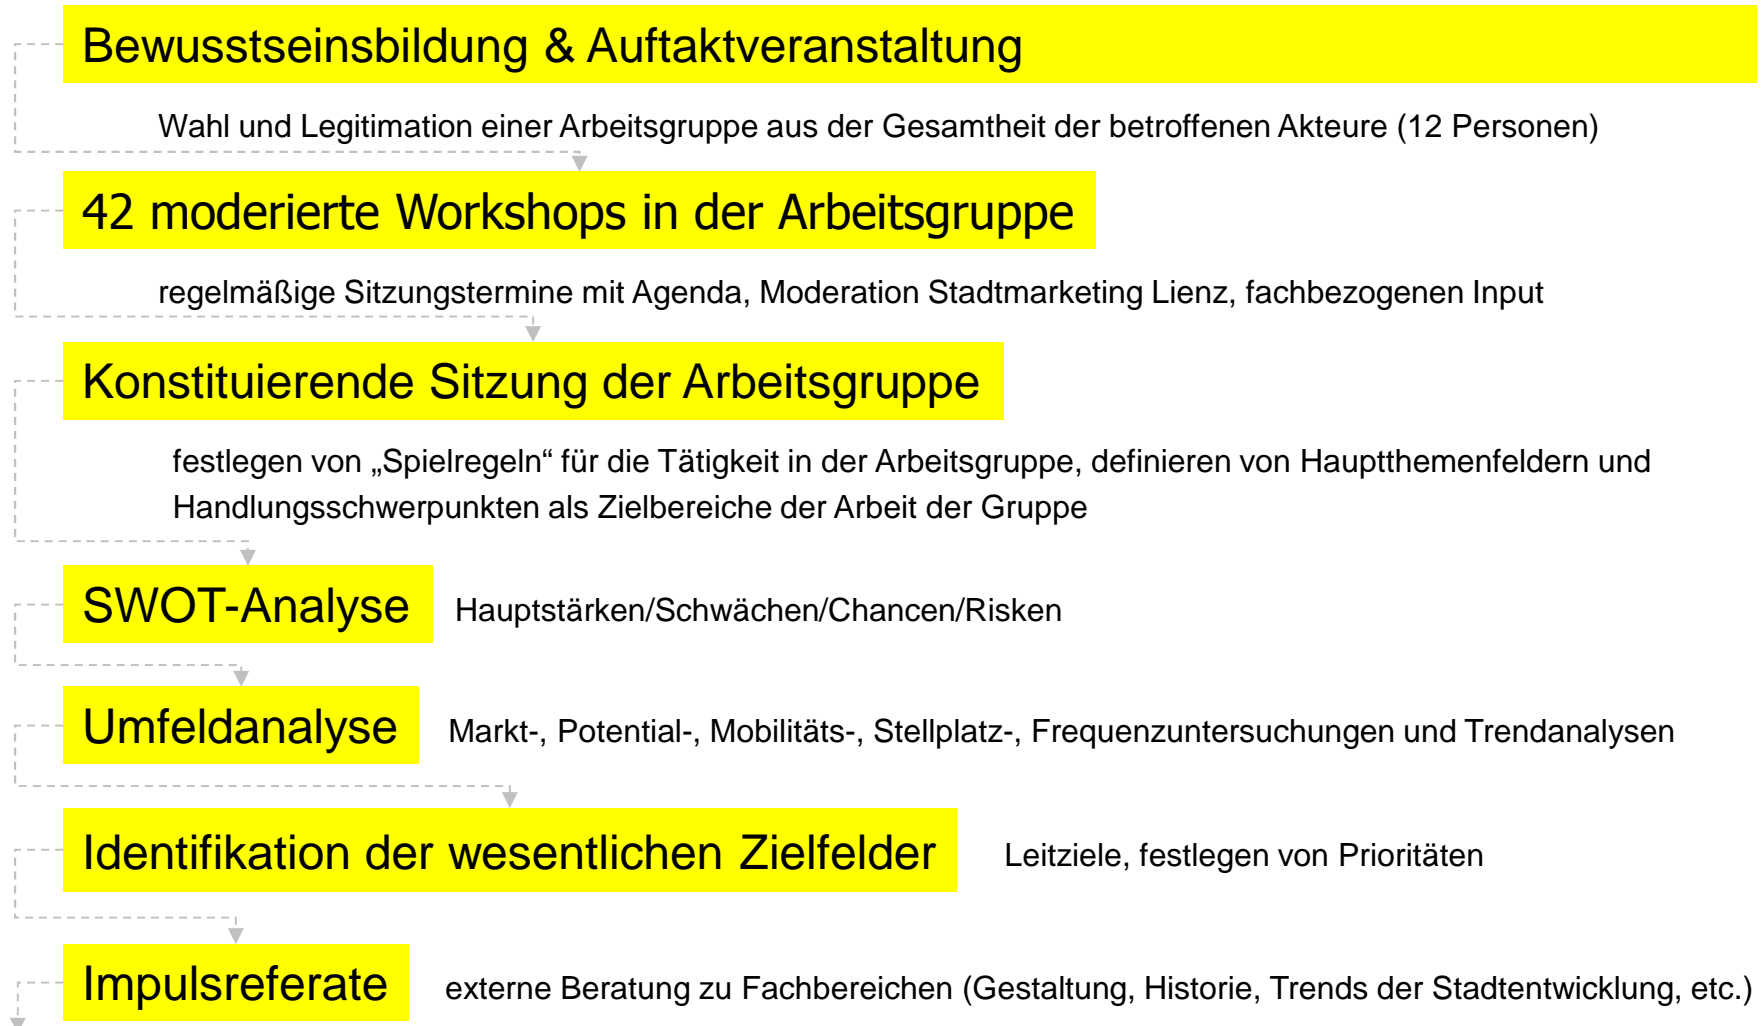 Bewusstseinsbildung & Auftaktveranstaltung
Wahl und Legitimation einer Arbeitsgruppe aus der Gesamtheit der betroffenen Akteure (12 Personen)
42 moderierte Workshops in der Arbeitsgruppe
regelmäßige Sitzungstermine mit Agenda, Moderation Stadtmarketing Lienz, fachbezogenen Input
Konstituierende Sitzung der Arbeitsgruppe
festlegen von „Spielregeln“ für die Tätigkeit in der Arbeitsgruppe, definieren von Hauptthemenfeldern und
Handlungsschwerpunkten als Zielbereiche der Arbeit der Gruppe
SWOT-Analyse Hauptstärken/Schwächen/Chancen/Risken
Umfeldanalyse Markt-, Potential-, Mobilitäts-, Stellplatz-, Frequenzuntersuchungen und Trendanalysen
Identifikation der wesentlichen Zielfelder Leitziele, festlegen von Prioritäten
Impulsreferate externe Beratung zu Fachbereichen (Gestaltung, Historie, Trends der Stadtentwicklung, etc.)